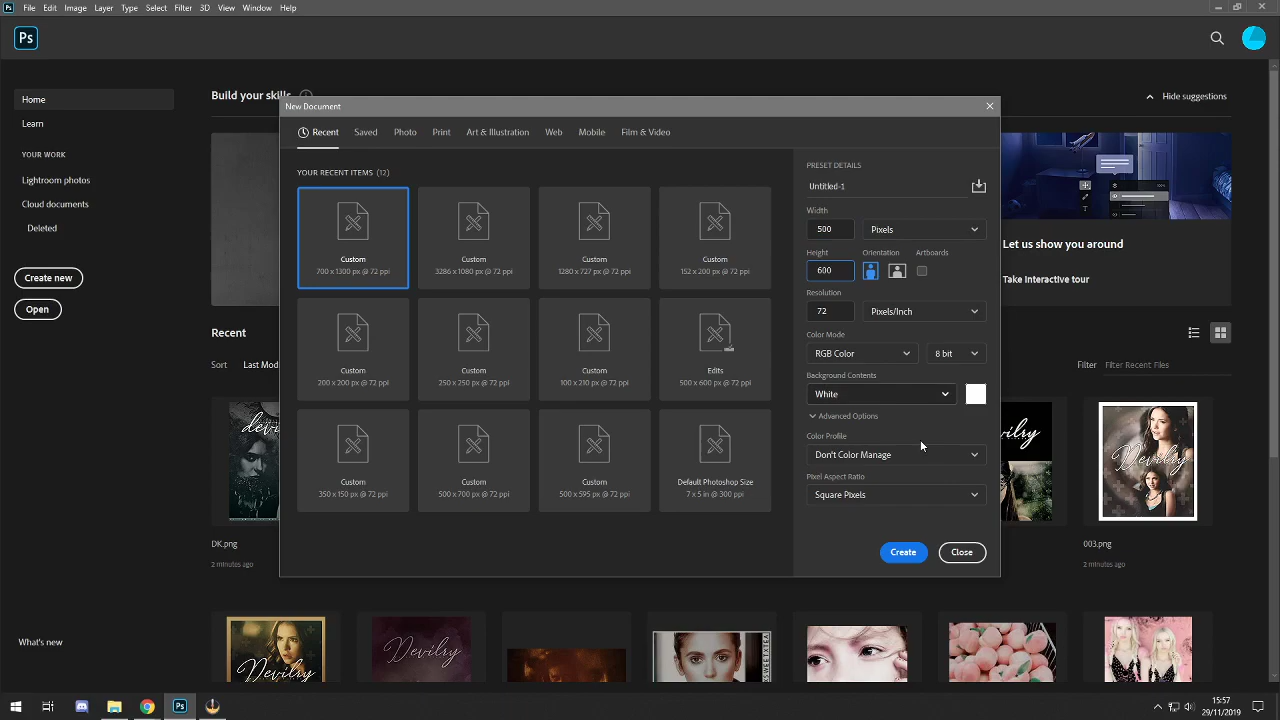 Ps File Edit Image Layer Type Select Filter 3D View Window Help
Ps
Home
Learn
YOUR WORK
Lightroom photos
Cloud documents
Deleted
Create new
Open
What's new
Build your skills
Hide suggestions
Let us show you around
Take interactive tour
Recent
Sort Last Mod
Filter Filter Recent Files
New Document
Recent Saved Photo Print Art & Illustration Web Mobile Film & Video
YOUR RECENT ITEMS (12)
Custom
700 x 1300 px @ 72 ppi
Custom
3286 x 1080 px @ 72 ppi
Custom
1280 x 727 px @ 72 ppi
Custom
152 x 200 px @ 72 ppi
Custom
200 x 200 px @ 72 ppi
Custom
250 x 250 px @ 72 ppi
Custom
100 x 210 px @ 72 ppi
Edits
500 x 600 px @ 72 ppi
Custom
350 x 150 px @ 72 ppi
Custom
500 x 700 px @ 72 ppi
Custom
500 x 595 px @ 72 ppi
Default Photoshop Size
7 x 5 in @ 300 ppi
PRESET DETAILS
Untitled-1
Width
500 Pixels
Height Orientation Artboards
600
Resolution
72 Pixels/Inch
Color Mode
RGB Color 8 bit
Background Contents
White
Advanced Options
Color Profile
Don't Color Manage
Pixel Aspect Ratio
Square Pixels
Create Close
Devilry
DK.png
2 minutes ago
Devilry
003.png
2 minutes ago
Devilry
Devilry
Ps
15:57
29/11/2019